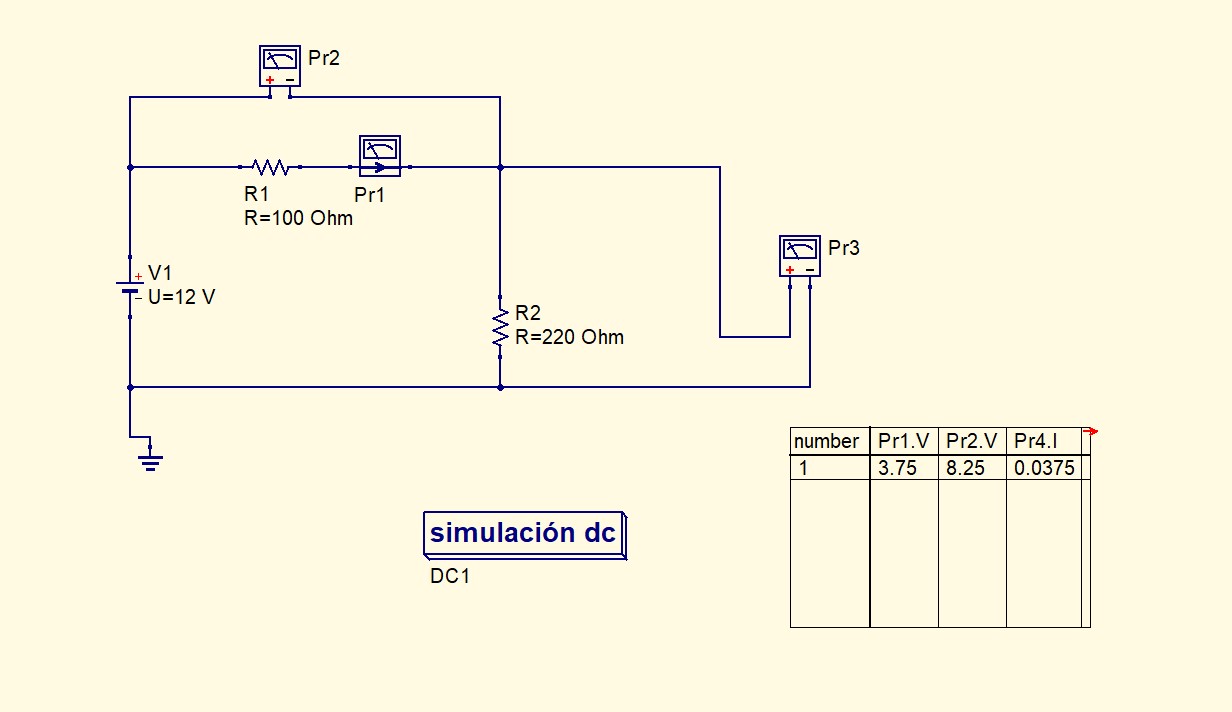 Pr2
+ −
R1
R=100 Ohm
Pr1
Pr3
+ −
+ V1
− U=12 V
R2
R=220 Ohm
number Pr1.V Pr2.V Pr4.I
1 3.75 8.25 0.0375
simulación dc
DC1